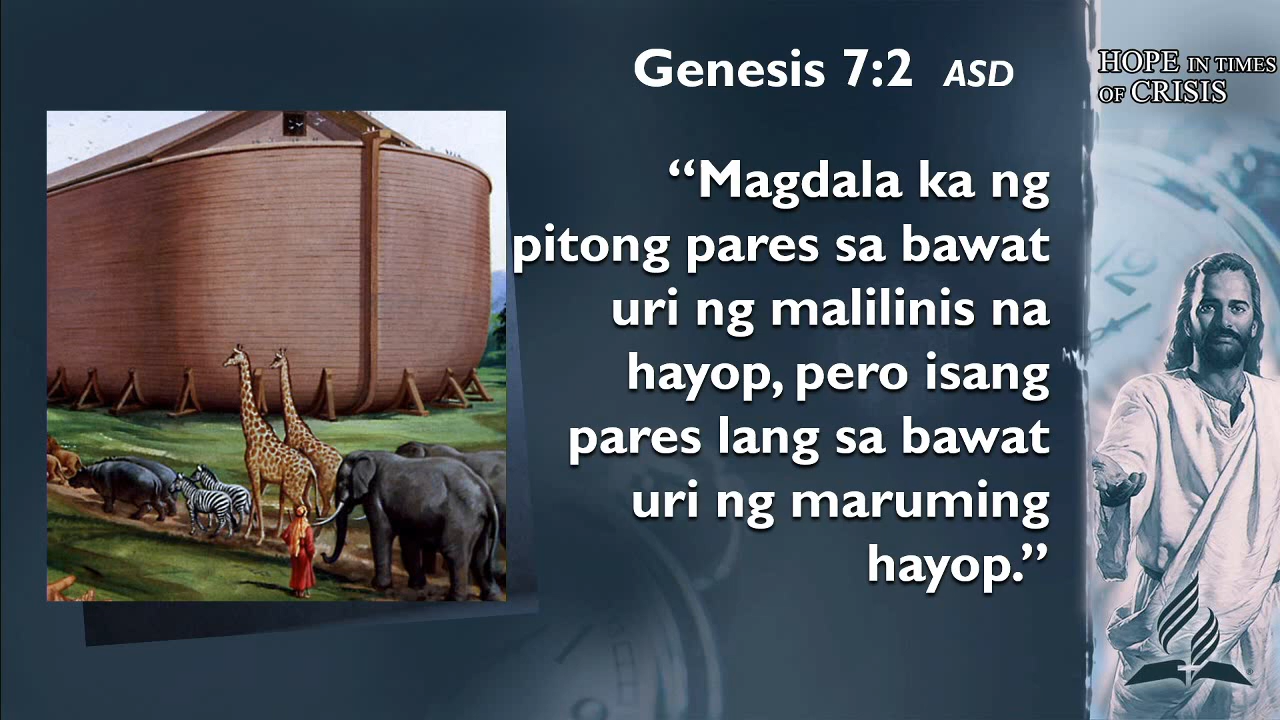 Genesis 7:2 ASD
HOPE IN TIMES
OF CRISIS
“Magdala ka ng
pitong pares sa bawat
uri ng malilinis na
hayop, pero isang
pares lang sa bawat
uri ng maruming
hayop.”